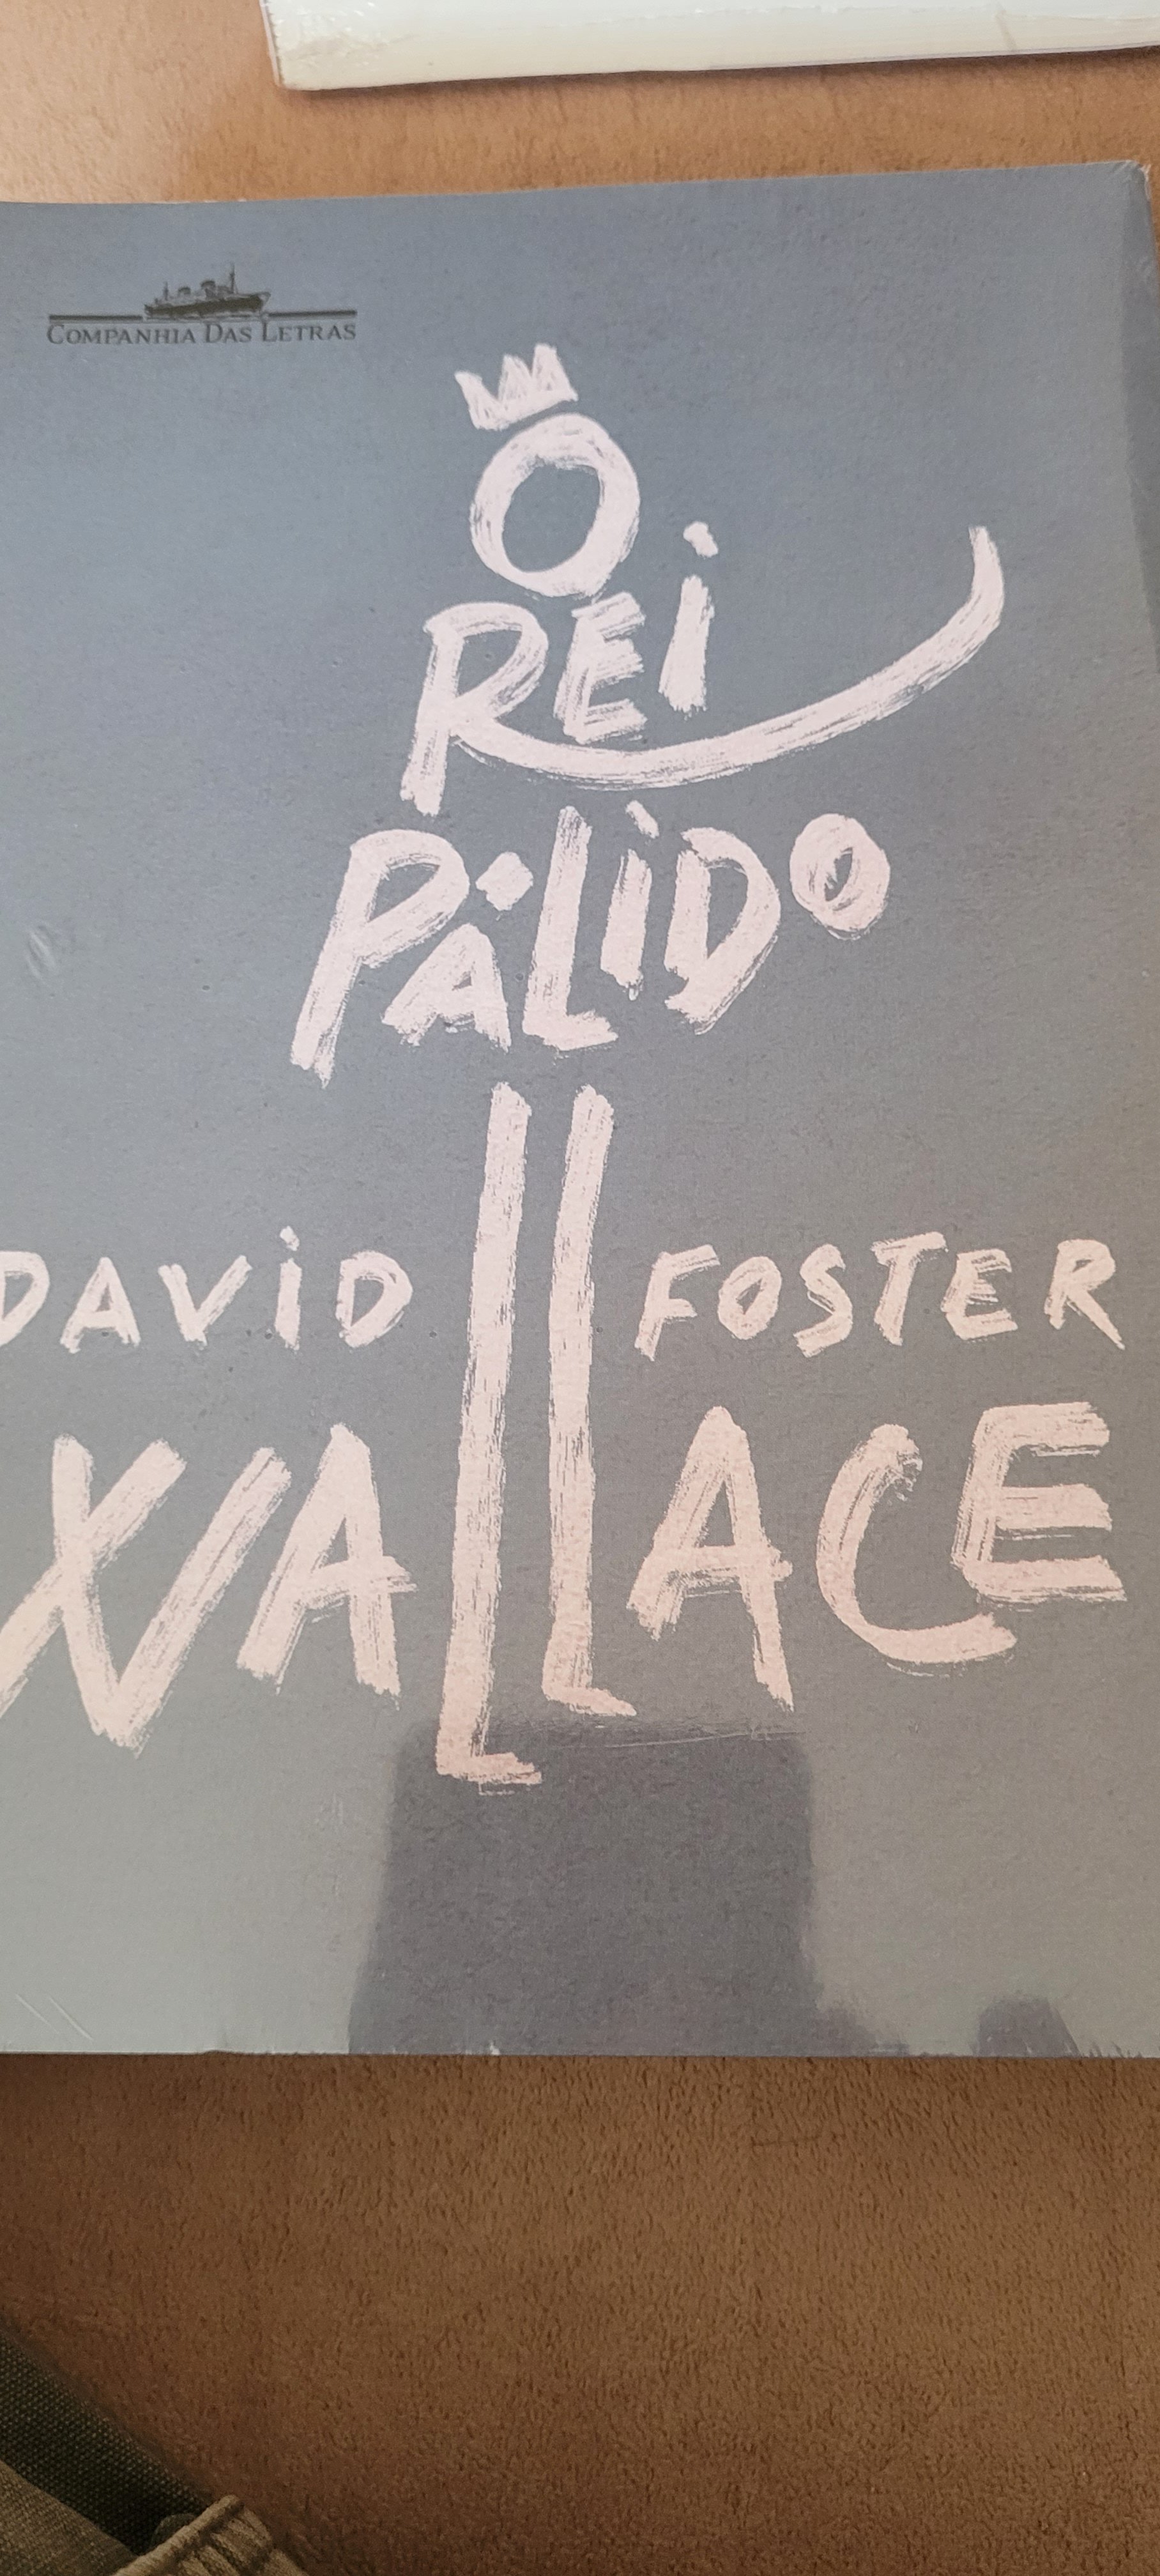 COMPANHIA DAS LETRAS
O
REI
PÁLIDO
DAVID FOSTER
WALLACE